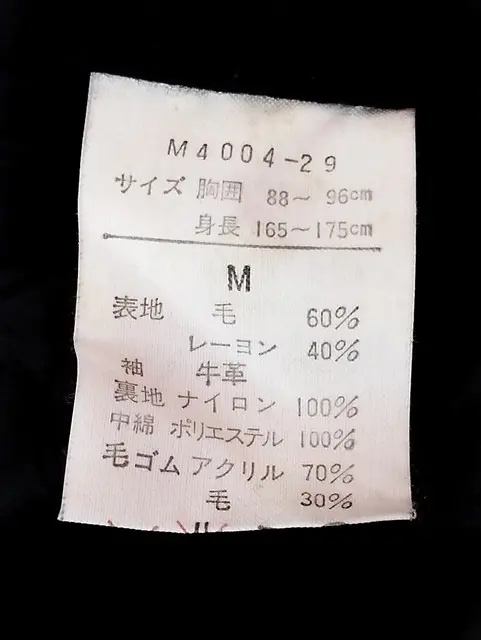 M4004-29
サイズ 胸囲 88～96cm
身長 165～175cm
M
表地 毛 60%
レーヨン 40%
袖 牛革
裏地 ナイロン 100%
中綿 ポリエステル 100%
毛ゴム アクリル 70%
毛 30%